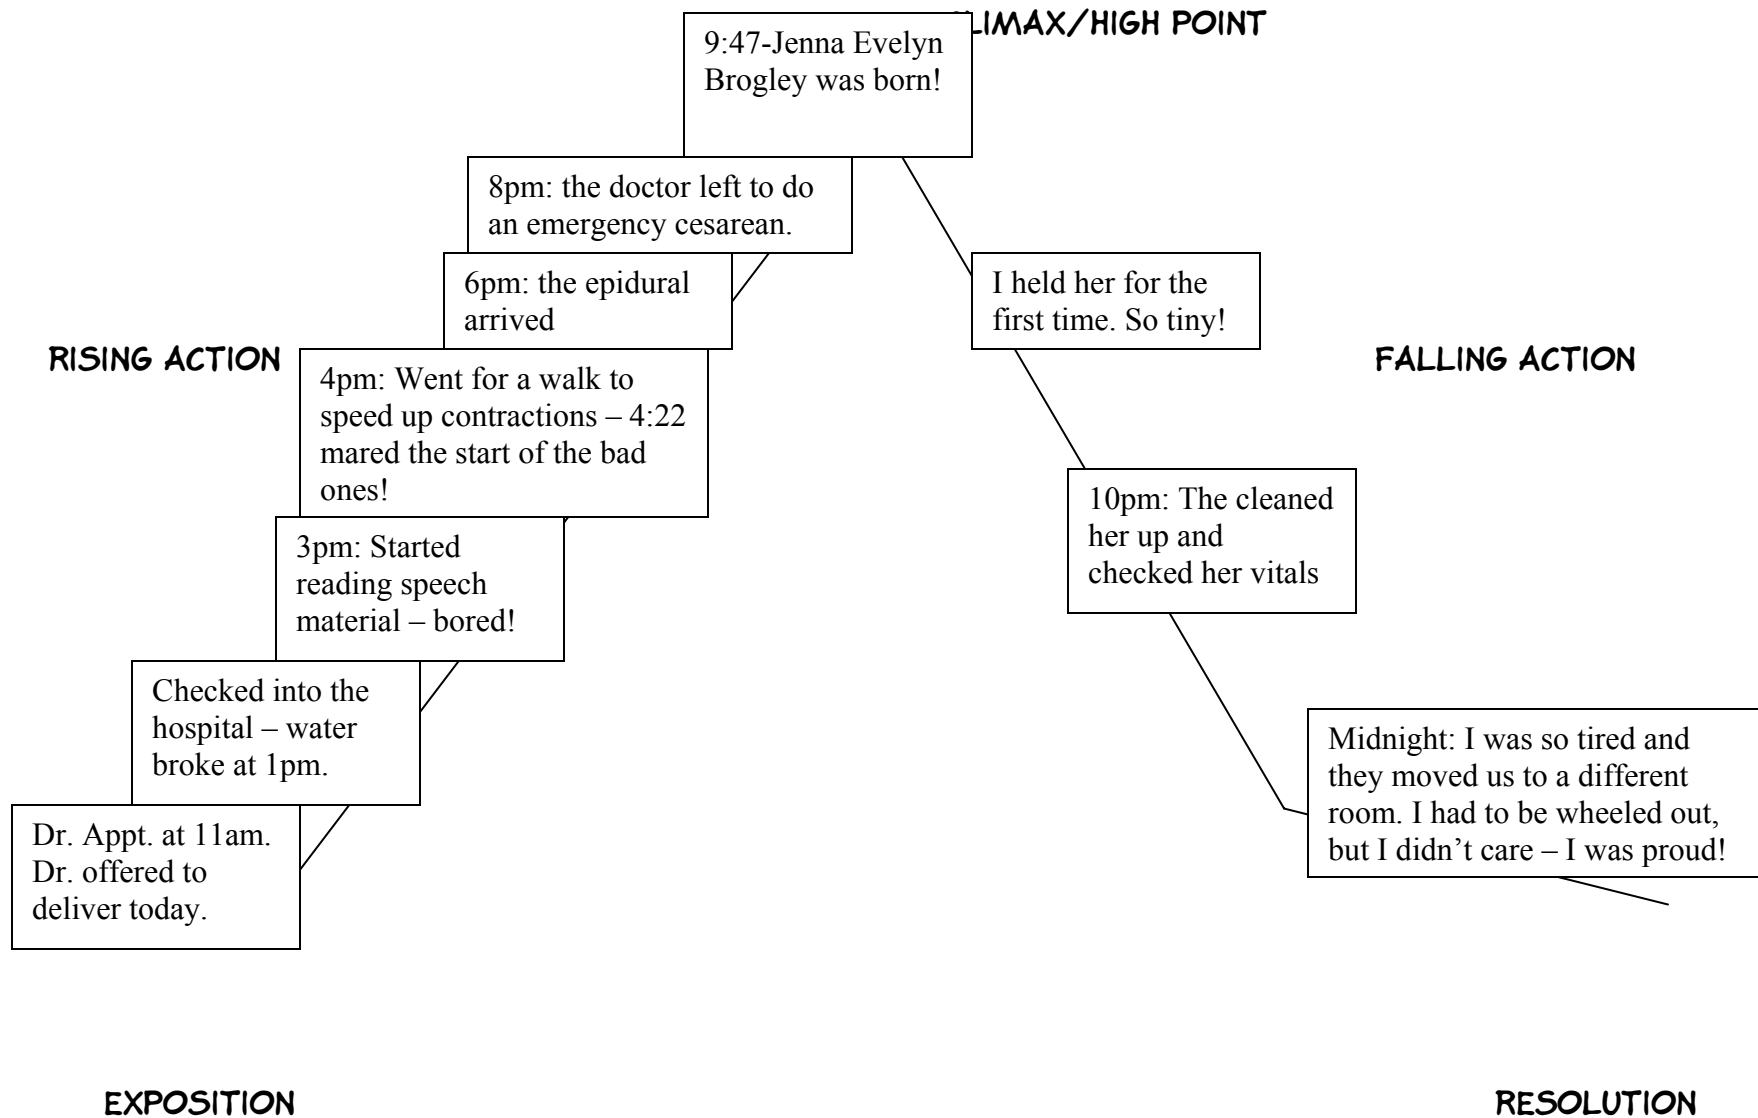 LIMAX/HIGH POINT
9:47-Jenna Evelyn
Brogley was born!
8pm: the doctor left to do
an emergency cesarean.
6pm: the epidural
arrived
I held her for the
first time. So tiny!
RISING ACTION
FALLING ACTION
4pm: Went for a walk to
speed up contractions – 4:22
mared the start of the bad
ones!
10pm: The cleaned
her up and
checked her vitals
3pm: Started
reading speech
material – bored!
Checked into the
hospital – water
broke at 1pm.
Midnight: I was so tired and
they moved us to a different
room. I had to be wheeled out,
but I didn’t care – I was proud!
Dr. Appt. at 11am.
Dr. offered to
deliver today.
EXPOSITION
RESOLUTION